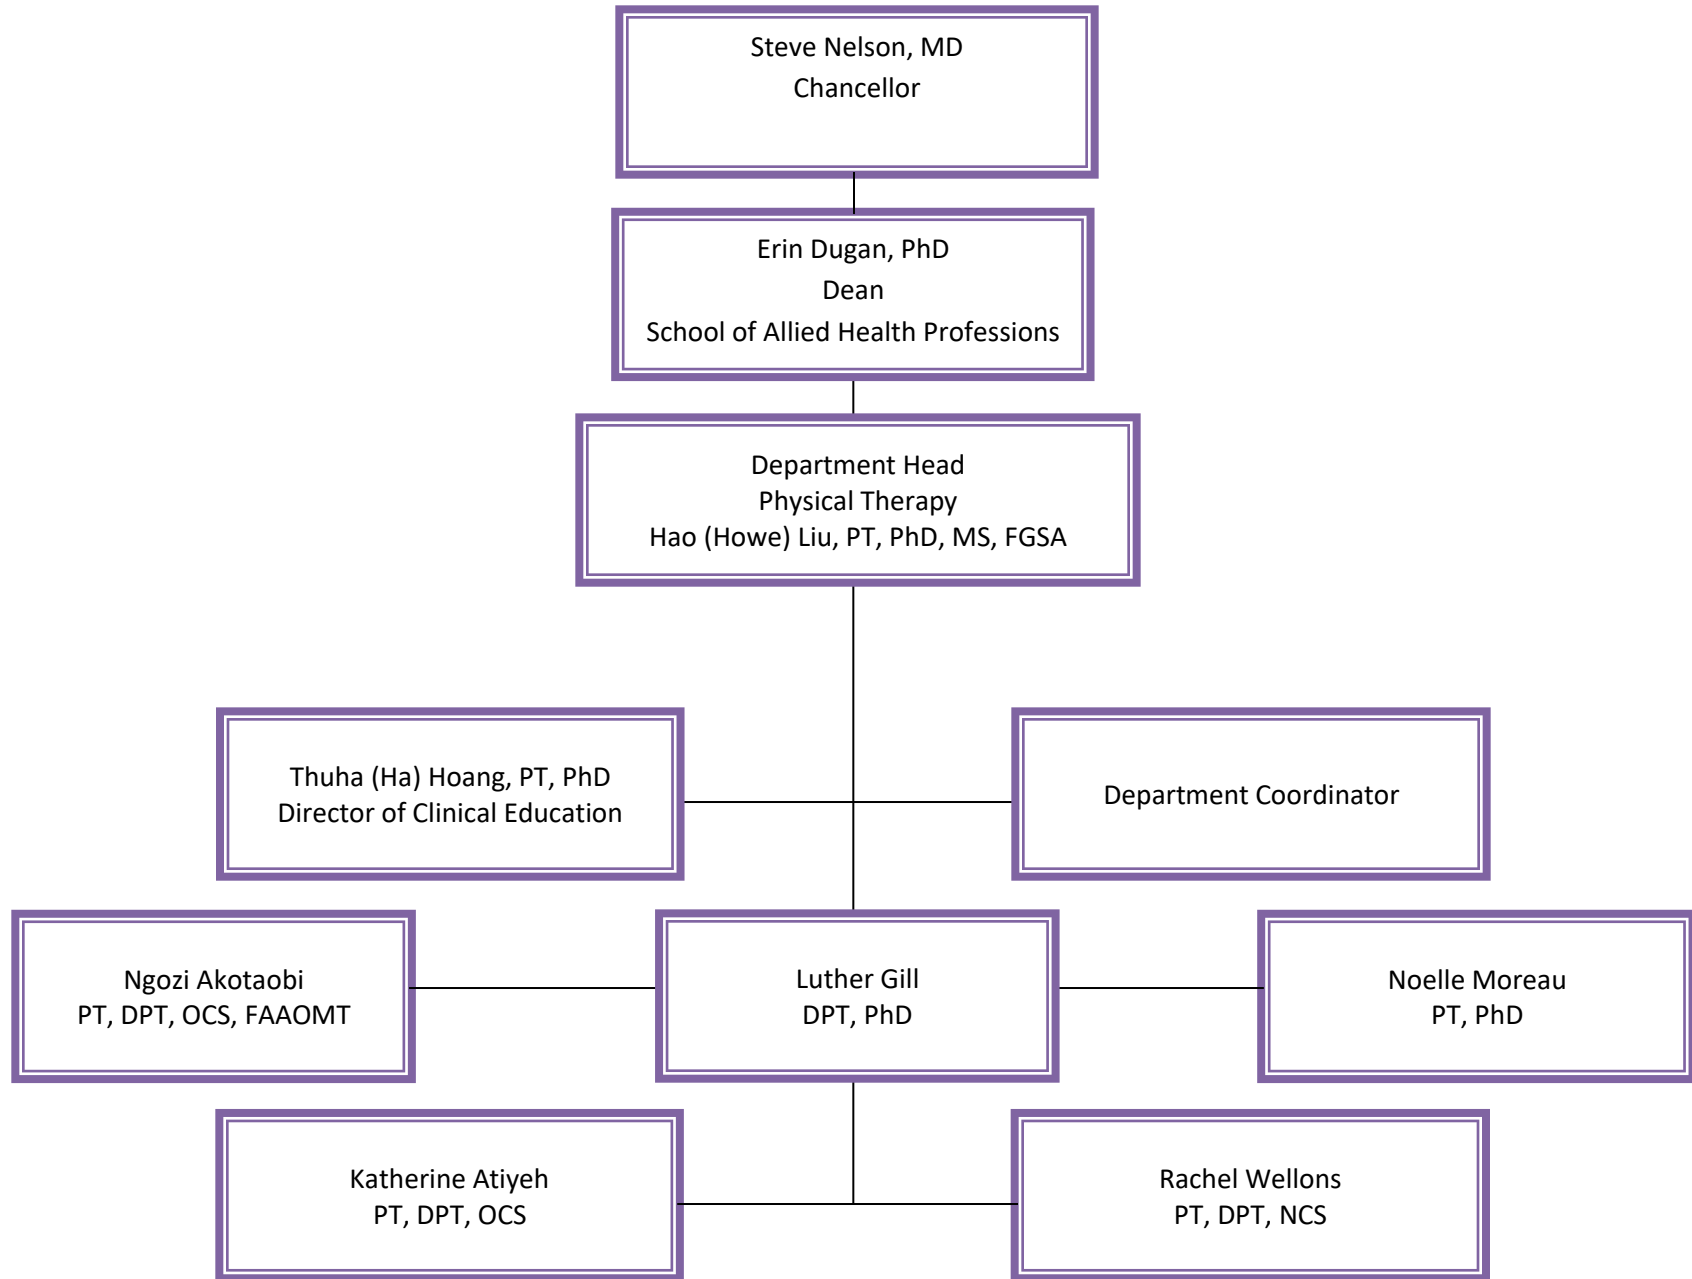 Steve Nelson, MD
Chancellor
Erin Dugan, PhD
Dean
School of Allied Health Professions
Department Head
Physical Therapy
Hao (Howe) Liu, PT, PhD, MS, FGSA
Thuha (Ha) Hoang, PT, PhD
Director of Clinical Education
Department Coordinator
Ngozi Akotaobi
PT, DPT, OCS, FAAOMT
Luther Gill
DPT, PhD
Noelle Moreau
PT, PhD
Katherine Atiyeh
PT, DPT, OCS
Rachel Wellons
PT, DPT, NCS